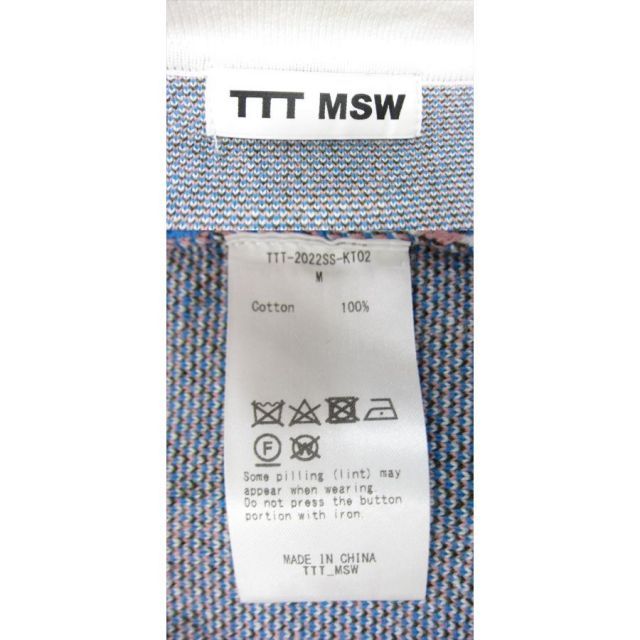 TTT MSW
TTT-2022SS-KT02
M
Cotton 100%
F
W
Some pilling (lint) may
appear when wearing.
Do not press the button
portion with iron.
MADE IN CHINA
TTT_MSW